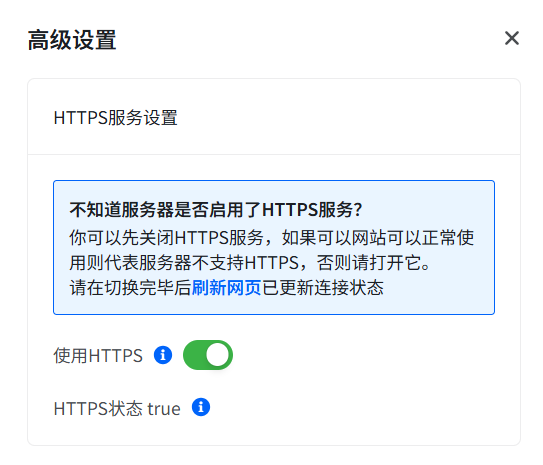 高级设置
HTTPS服务设置
不知道服务器是否启用了HTTPS服务？
你可以先关闭HTTPS服务，如果可以网站可以正常使
用则代表服务器不支持HTTPS，否则请打开它。
请在切换完毕后刷新网页已更新连接状态
使用HTTPS
HTTPS状态 true